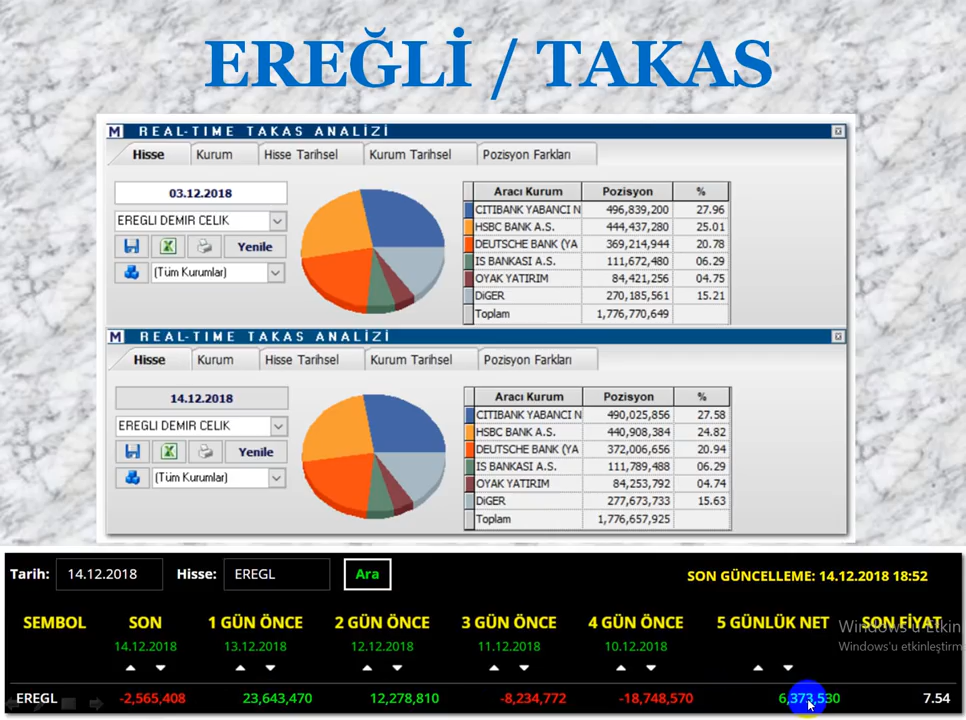 EREĞLİ / TAKAS
M REAL-TIME TAKAS ANALİZİ
Hisse Kurum Hisse Tarihsel Kurum Tarihsel Pozisyon Farkları
03.12.2018
EREGLI DEMIR CELIK
Yenile
(Tüm Kurumlar)
Aracı Kurum Pozisyon %
CITIBANK YABANCI N 496,839,200 27.96
HSBC BANK A.S. 444,437,280 25.01
DEUTSCHE BANK (YA 369,214,944 20.78
IS BANKASI A.S. 111,672,480 06.29
OYAK YATIRIM 84,421,256 04.75
DiGER 270,185,561 15.21
Toplam 1,776,770,649
M REAL-TIME TAKAS ANALİZİ
Hisse Kurum Hisse Tarihsel Kurum Tarihsel Pozisyon Farkları
14.12.2018
EREGLI DEMIR CELIK
Yenile
(Tüm Kurumlar)
Aracı Kurum Pozisyon %
CITIBANK YABANCI N 490,025,856 27.58
HSBC BANK A.S. 440,908,384 24.82
DEUTSCHE BANK (YA 372,006,656 20.94
IS BANKASI A.S. 111,789,488 06.29
OYAK YATIRIM 84,253,792 04.74
DiGER 277,673,733 15.63
Toplam 1,776,657,925
Tarih: 14.12.2018 Hisse: EREGL Ara SON GÜNCELLEME: 14.12.2018 18:52
SEMBOL SON 1 GÜN ÖNCE 2 GÜN ÖNCE 3 GÜN ÖNCE 4 GÜN ÖNCE 5 GÜNLÜK NET SON FİYAT
Windows'u Etkin
14.12.2018 13.12.2018 12.12.2018 11.12.2018 10.12.2018 Windows'u etkinleştirm
EREGL -2,565,408 23,643,470 12,278,810 -8,234,772 -18,748,570 6,373,530 7.54